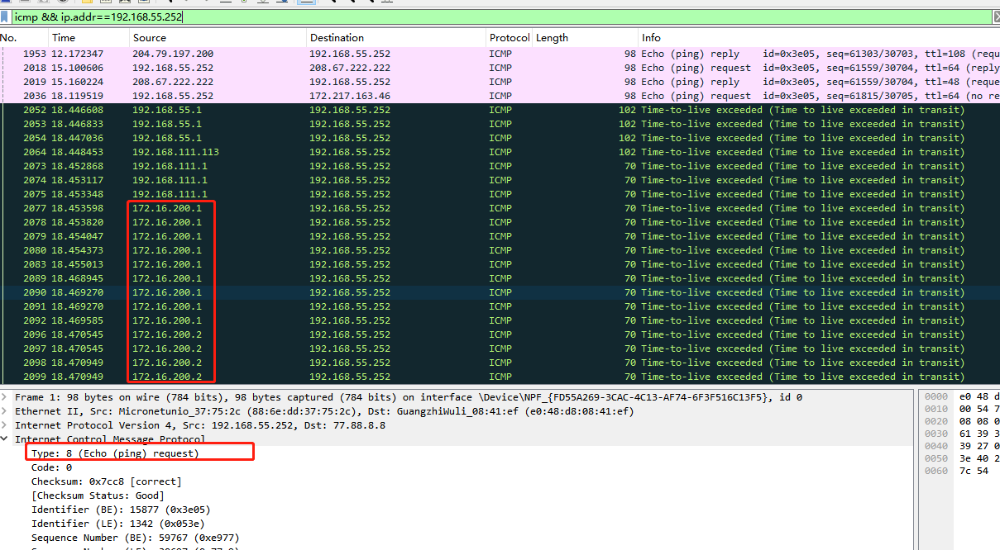 icmp && ip.addr==192.168.55.252
No. Time Source Destination Protocol Length Info
1953 12.172347 204.79.197.200 192.168.55.252 ICMP 98 Echo (ping) reply id=0x3e05, seq=61303/30703, ttl=108 (requ
2018 15.100606 192.168.55.252 208.67.222.222 ICMP 98 Echo (ping) request id=0x3e05, seq=61559/30704, ttl=64 (reply
2019 15.160224 208.67.222.222 192.168.55.252 ICMP 98 Echo (ping) reply id=0x3e05, seq=61559/30704, ttl=48 (reque
2036 18.119519 192.168.55.252 172.217.163.46 ICMP 98 Echo (ping) request id=0x3e05, seq=61815/30705, ttl=64 (no re
2052 18.446608 192.168.55.1 192.168.55.252 ICMP 102 Time-to-live exceeded (Time to live exceeded in transit)
2053 18.446833 192.168.55.1 192.168.55.252 ICMP 102 Time-to-live exceeded (Time to live exceeded in transit)
2054 18.447036 192.168.55.1 192.168.55.252 ICMP 102 Time-to-live exceeded (Time to live exceeded in transit)
2064 18.448453 192.168.111.113 192.168.55.252 ICMP 102 Time-to-live exceeded (Time to live exceeded in transit)
2073 18.452868 192.168.111.1 192.168.55.252 ICMP 70 Time-to-live exceeded (Time to live exceeded in transit)
2074 18.453117 192.168.111.1 192.168.55.252 ICMP 70 Time-to-live exceeded (Time to live exceeded in transit)
2075 18.453348 192.168.111.1 192.168.55.252 ICMP 70 Time-to-live exceeded (Time to live exceeded in transit)
2077 18.453598 172.16.200.1 192.168.55.252 ICMP 70 Time-to-live exceeded (Time to live exceeded in transit)
2078 18.453820 172.16.200.1 192.168.55.252 ICMP 70 Time-to-live exceeded (Time to live exceeded in transit)
2079 18.454047 172.16.200.1 192.168.55.252 ICMP 70 Time-to-live exceeded (Time to live exceeded in transit)
2080 18.454373 172.16.200.1 192.168.55.252 ICMP 70 Time-to-live exceeded (Time to live exceeded in transit)
2083 18.455013 172.16.200.1 192.168.55.252 ICMP 70 Time-to-live exceeded (Time to live exceeded in transit)
2089 18.468945 172.16.200.1 192.168.55.252 ICMP 70 Time-to-live exceeded (Time to live exceeded in transit)
2090 18.469270 172.16.200.1 192.168.55.252 ICMP 70 Time-to-live exceeded (Time to live exceeded in transit)
2091 18.469270 172.16.200.1 192.168.55.252 ICMP 70 Time-to-live exceeded (Time to live exceeded in transit)
2092 18.469585 172.16.200.1 192.168.55.252 ICMP 70 Time-to-live exceeded (Time to live exceeded in transit)
2096 18.470545 172.16.200.2 192.168.55.252 ICMP 70 Time-to-live exceeded (Time to live exceeded in transit)
2097 18.470545 172.16.200.2 192.168.55.252 ICMP 70 Time-to-live exceeded (Time to live exceeded in transit)
2098 18.470949 172.16.200.2 192.168.55.252 ICMP 70 Time-to-live exceeded (Time to live exceeded in transit)
2099 18.470949 172.16.200.2 192.168.55.252 ICMP 70 Time-to-live exceeded (Time to live exceeded in transit)
Frame 1: 98 bytes on wire (784 bits), 98 bytes captured (784 bits) on interface \Device\NPF_{FD55A269-3CAC-4C13-AF74-6F3F516C13F5}, id 0
Ethernet II, Src: Micronetunio_37:75:2c (88:6e:dd:37:75:2c), Dst: GuangzhiWuli_08:41:ef (e0:48:d8:08:41:ef)
Internet Protocol Version 4, Src: 192.168.55.252, Dst: 77.88.8.8
Internet Control Message Protocol
Type: 8 (Echo (ping) request)
Code: 0
Checksum: 0x7cc8 [correct]
[Checksum Status: Good]
Identifier (BE): 15877 (0x3e05)
Identifier (LE): 1342 (0x053e)
Sequence Number (BE): 59767 (0xe977)
0000 e0 48 d
0010 00 54 7
0020 08 08 0
0030 61 39 3
0040 39 27 0
0050 3e 40 2
0060 7c 54